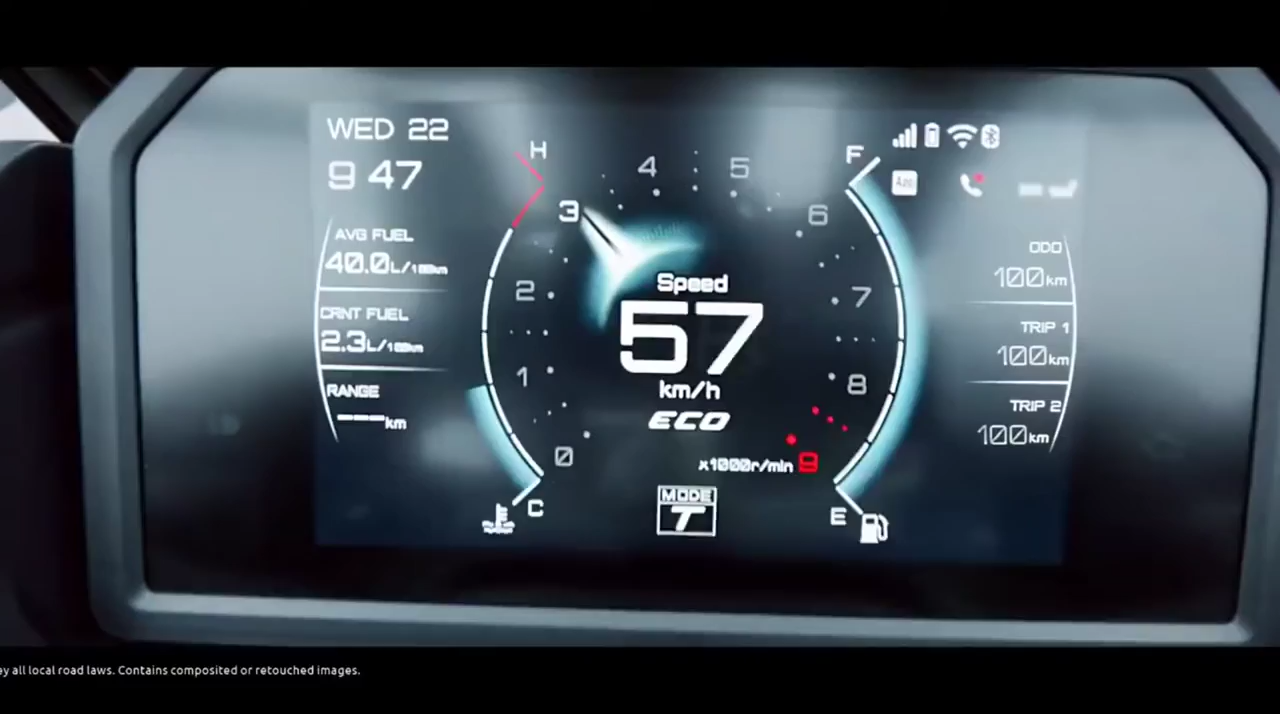 WED 22
9 47
AVG FUEL
40.0L/100km
CRNT FUEL
2.3L/100km
RANGE
---km
H
C
0
1
2
3
4
5
6
7
8
9
x1000r/min
Speed
57
km/h
ECO
MODE
T
F
E
ODO
100km
TRIP 1
100km
TRIP 2
100km
all local road laws. Contains composited or retouched images.